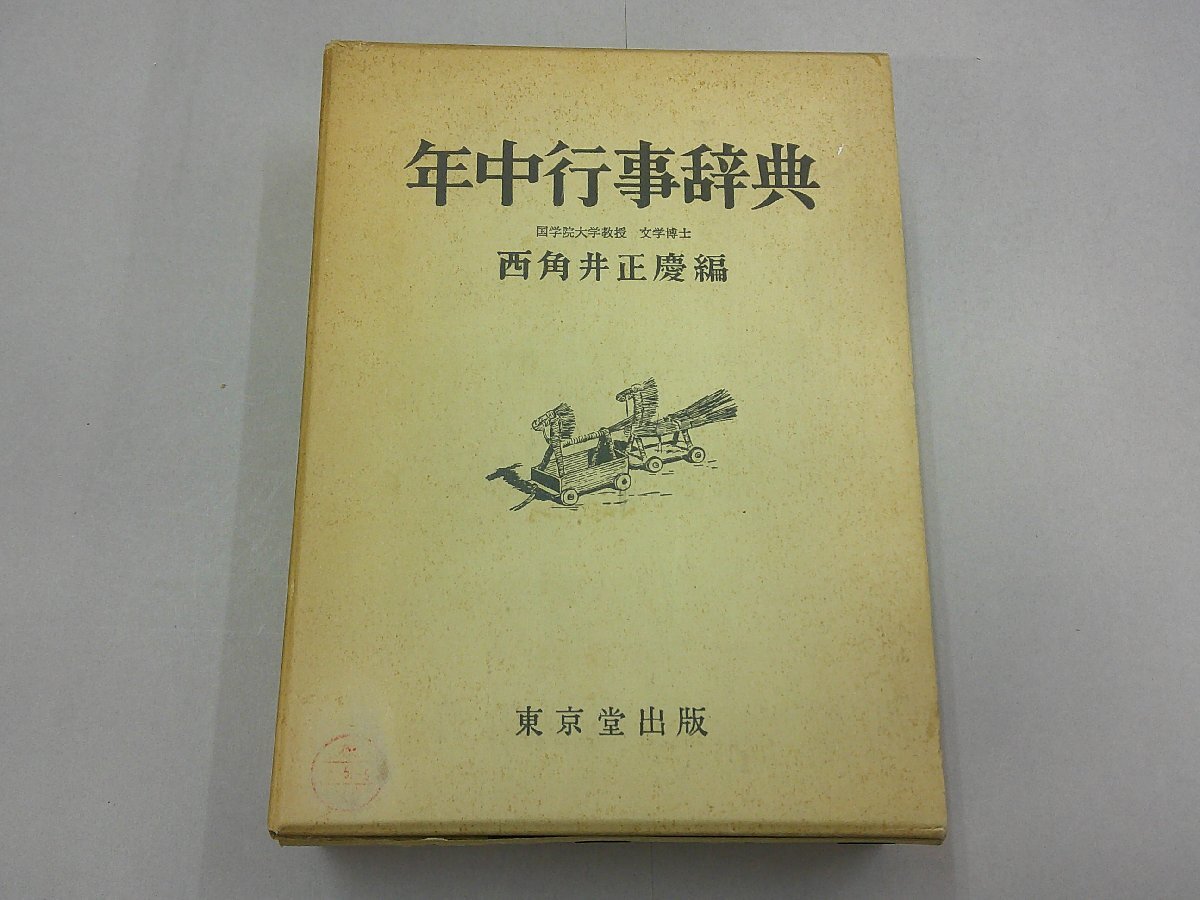 年中行事辞典
国学院大学教授 文学博士
西角井正慶編
東京堂出版